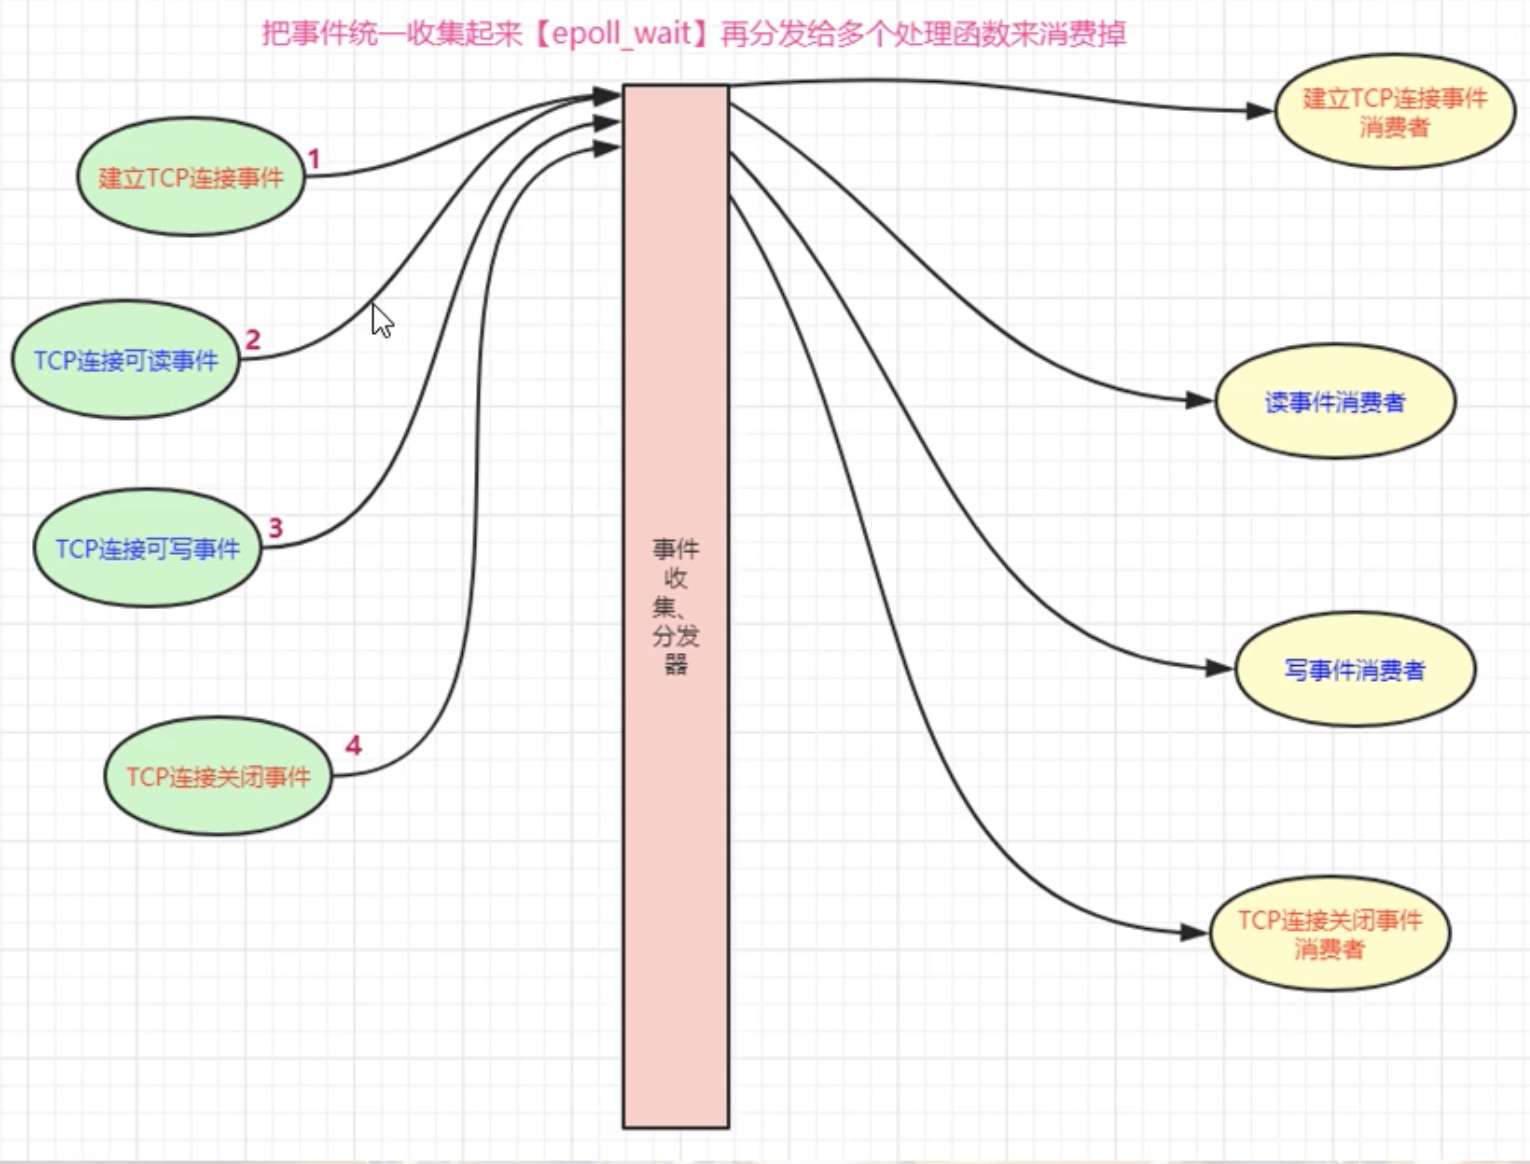 把事件统一收集起来【epoll_wait】再分发给多个处理函数来消费掉
建立TCP连接事件
1
TCP连接可读事件
2
TCP连接可写事件
3
TCP连接关闭事件
4
事件
收
集、
分发
器
建立TCP连接事件
消费者
读事件消费者
写事件消费者
TCP连接关闭事件
消费者